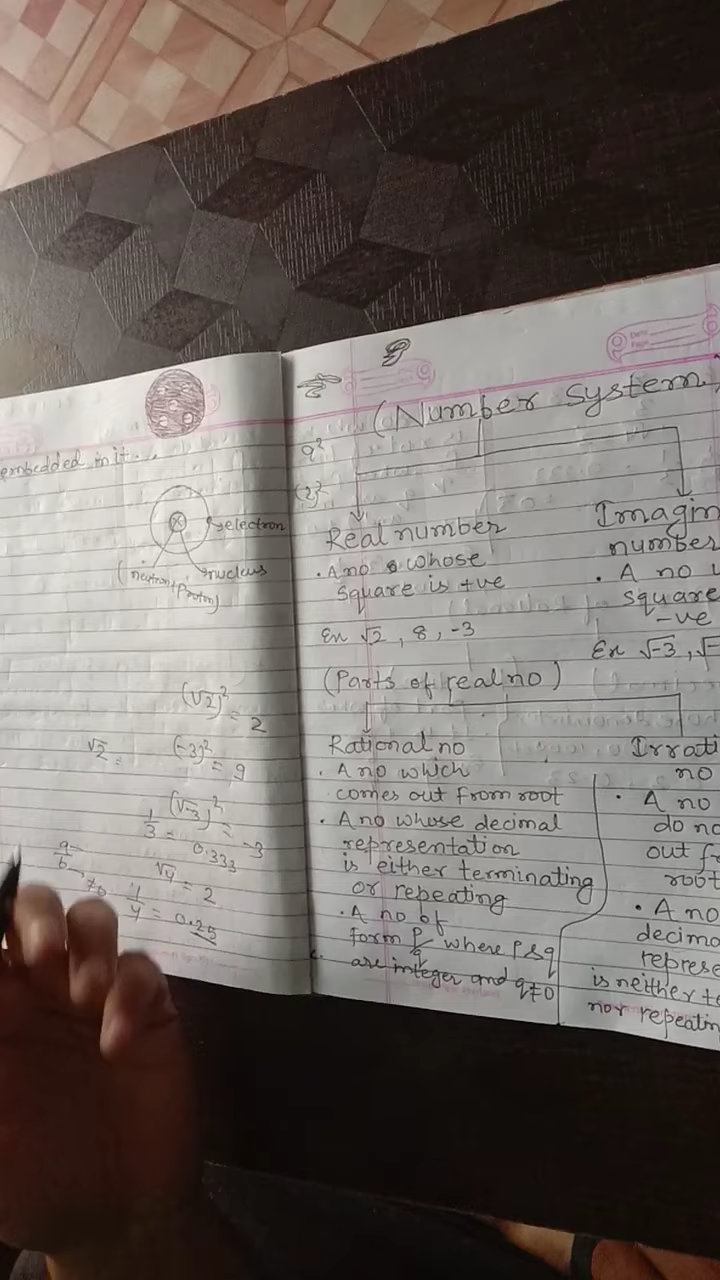 embedded in it...
electron
nucleus
(neutron+Proton)
(√2)² = 2
√2 =
(-3)² = 9
(√-3)² = -3
1/3 = 0.333
√4 = 2
1/4 = 0.25
(Number system
(2)²
Real number
• A no whose
square is +ve
Ex √2, 8, -3
Imagin
number
• A no
square
-ve
Ex √-3, √-
(Parts of real no)
Rational no
• A no which
comes out from root
• A no whose decimal
representation
is either terminating
or repeating
• A no of
form P/q where P & q
are integer and q≠0
Irrati
no
• A no
do no
out f
root
• A no
decima
represe
is neither te
nor repeatin